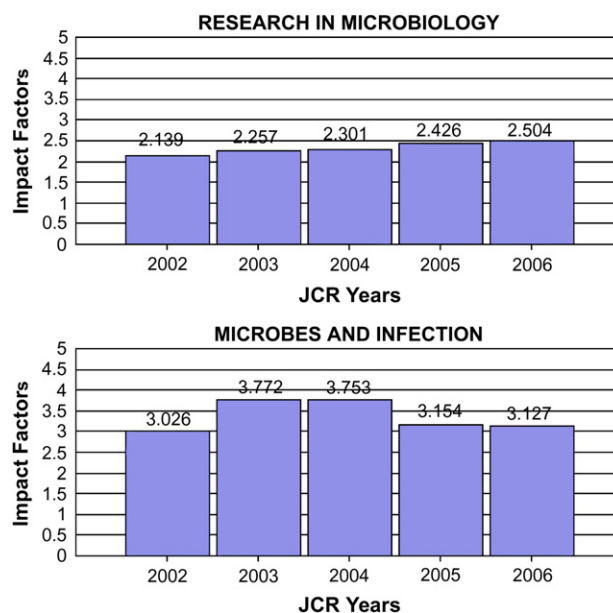 RESEARCH IN MICROBIOLOGY
5
4.5
4
3.5
3
2.5
2
1.5
1
0.5
0
Impact Factors
2.139 2.257 2.301 2.426 2.504
2002 2003 2004 2005 2006
JCR Years
MICROBES AND INFECTION
5
4.5
4
3.5
3
2.5
2
1.5
1
0.5
0
Impact Factors
3.026 3.772 3.753 3.154 3.127
2002 2003 2004 2005 2006
JCR Years